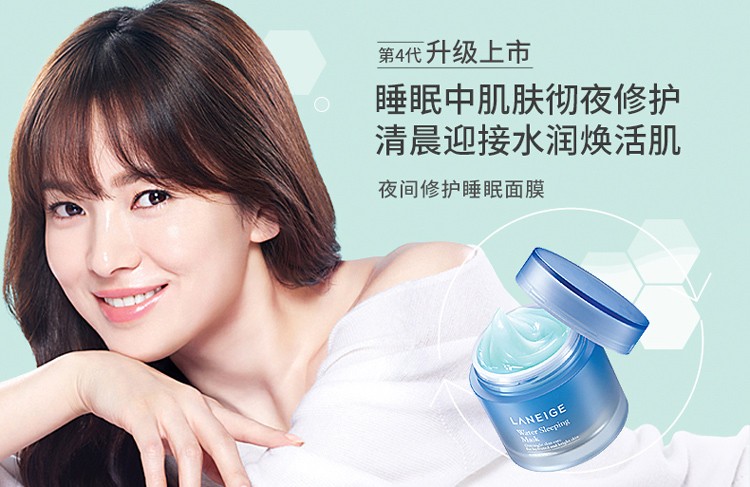 第4代 升级上市
睡眠中肌肤彻夜修护
清晨迎接水润焕活肌
夜间修护睡眠面膜
LANEIGE
Water Sleeping
Mask